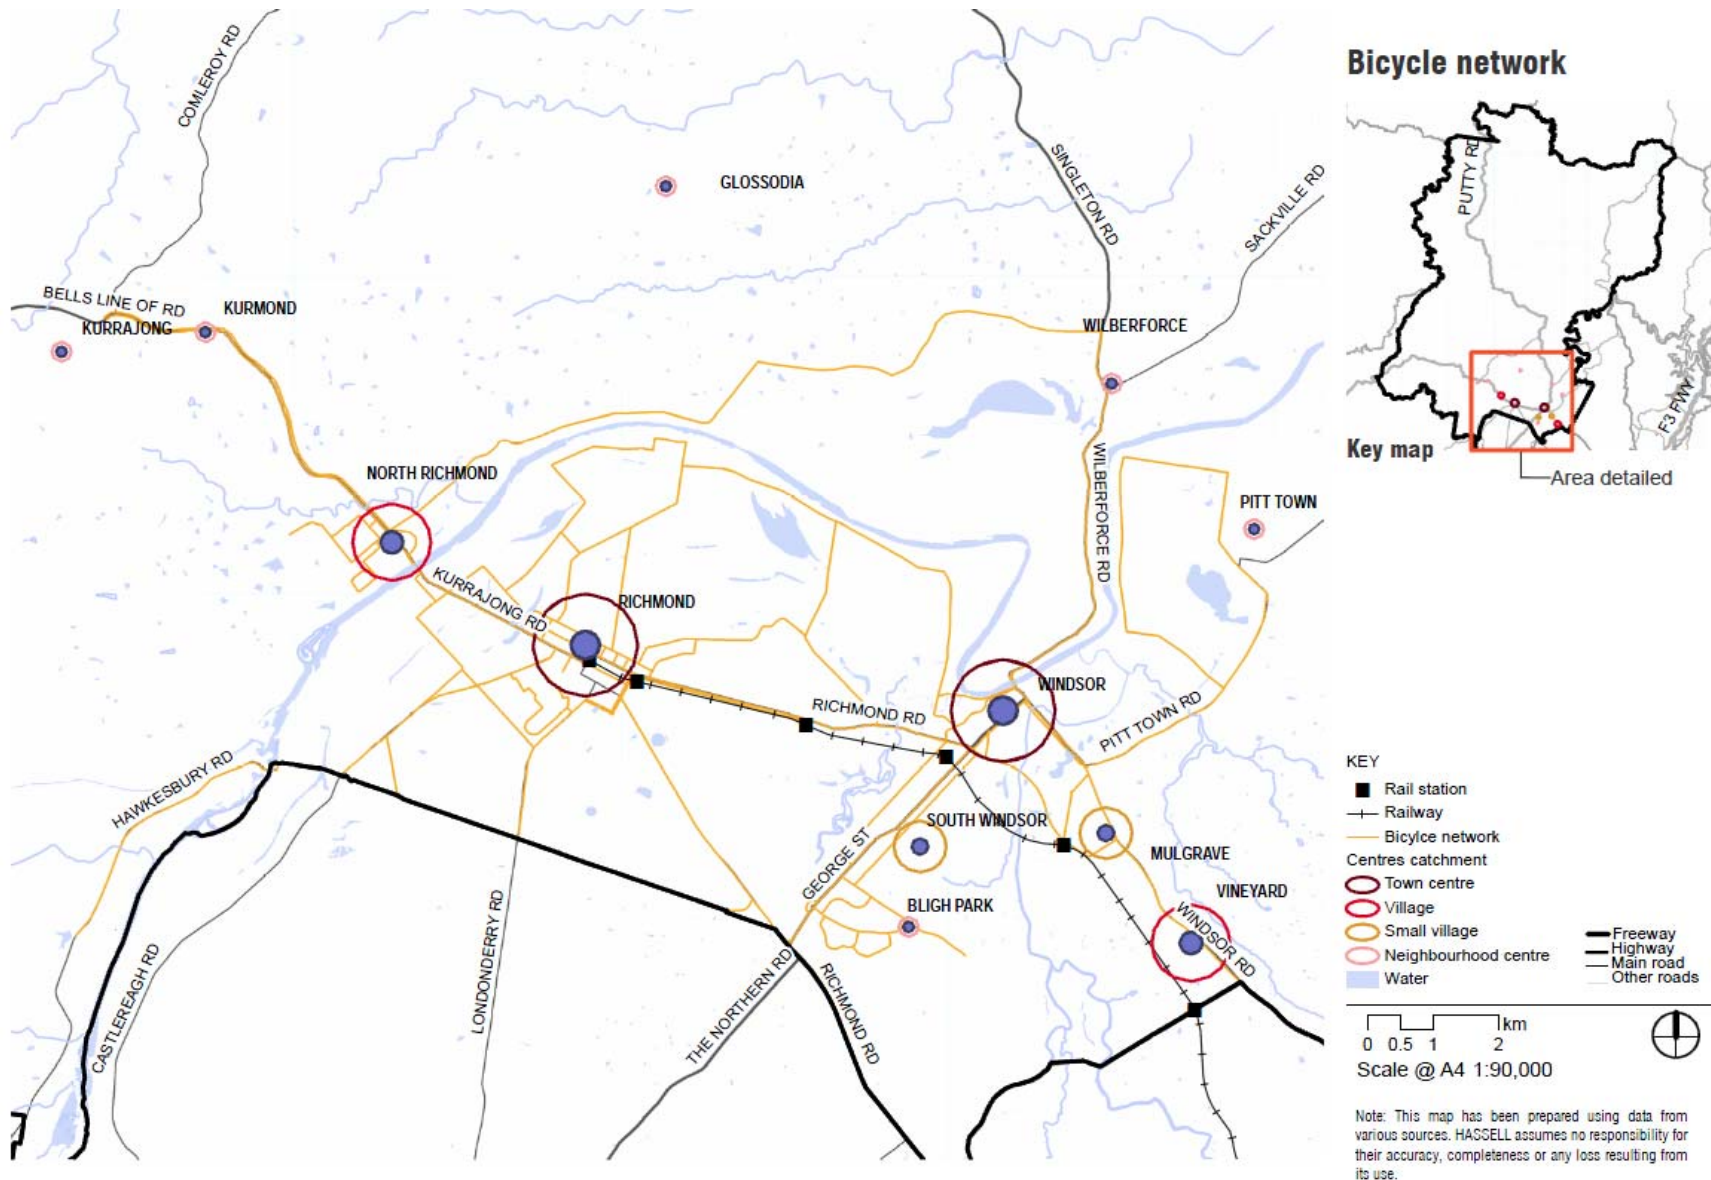 COMLEROY RD
GLOSSODIA
SINGLETON RD
SACKVILLE RD
BELLS LINE OF RD
KURMOND
KURRAJONG
WILBERFORCE
NORTH RICHMOND
WILBERFORCE RD
PITT TOWN
KURRAJONG RD
RICHMOND
WINDSOR
RICHMOND RD
PITT TOWN RD
HAWKESBURY RD
SOUTH WINDSOR
MULGRAVE
GEORGE ST
VINEYARD
BLIGH PARK
WINDSOR RD
LONDONDERRY RD
CASTLEREAGH RD
THE NORTHERN RD
RICHMOND RD
Bicycle network
PUTTY RD
F3 FWY
Key map
Area detailed
KEY
Rail station
Railway
Bicylce network
Centres catchment
Town centre
Village
Small village
Neighbourhood centre
Water
Freeway
Highway
Main road
Other roads
km
0 0.5 1 2
Scale @ A4 1:90,000
Note: This map has been prepared using data from
various sources. HASSELL assumes no responsibility for
their accuracy, completeness or any loss resulting from
its use.